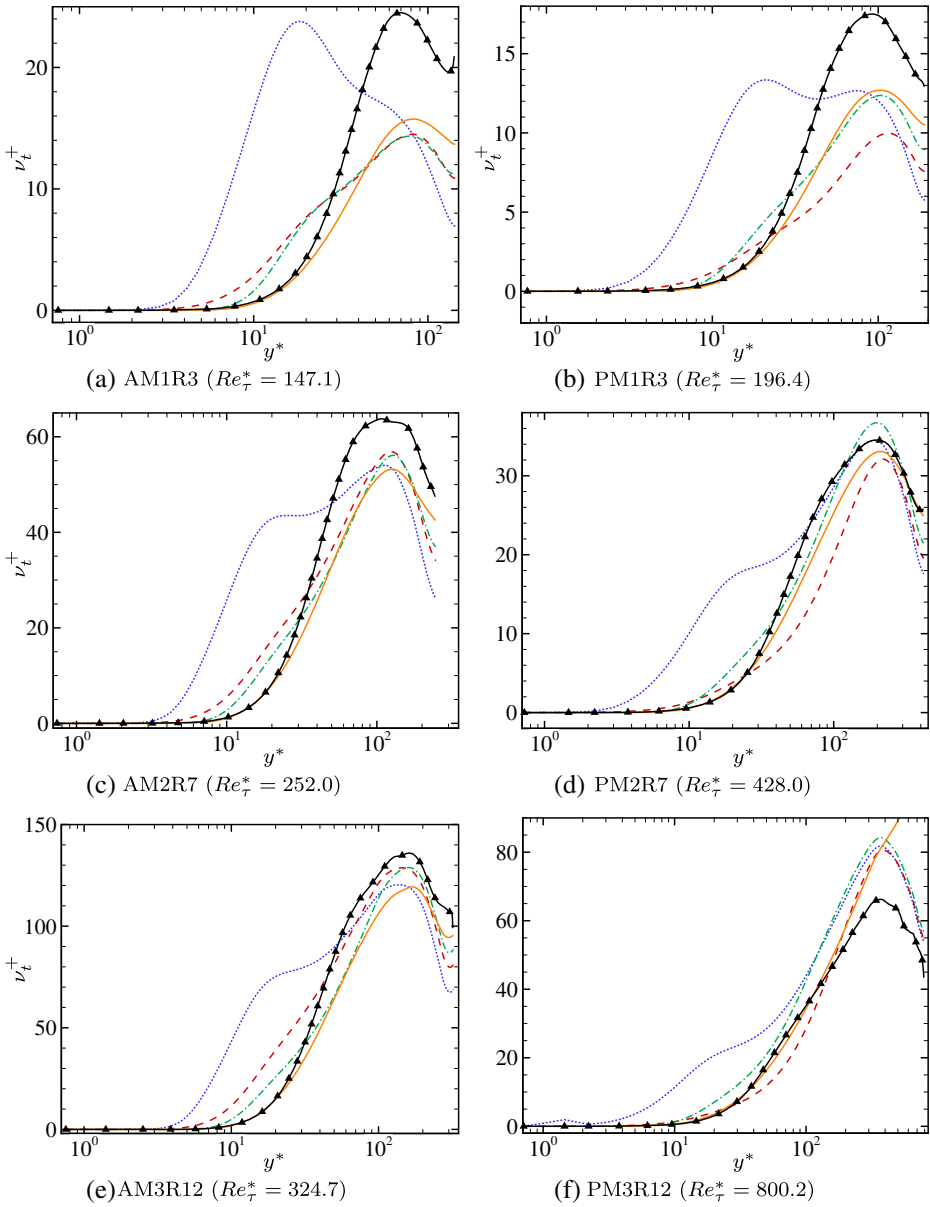 20
10
0
ν_t^+
10^0
10^1
10^2
y*
(a) AM1R3 (Re_τ^* = 147.1)
15
10
5
0
ν_t^+
10^0
10^1
10^2
y*
(b) PM1R3 (Re_τ^* = 196.4)
60
40
20
0
ν_t^+
10^0
10^1
10^2
y*
(c) AM2R7 (Re_τ^* = 252.0)
30
20
10
0
10^0
10^1
10^2
y*
(d) PM2R7 (Re_τ^* = 428.0)
150
100
50
0
ν_t^+
10^0
10^1
10^2
y*
(e) AM3R12 (Re_τ^* = 324.7)
80
60
40
20
0
10^0
10^1
10^2
y*
(f) PM3R12 (Re_τ^* = 800.2)